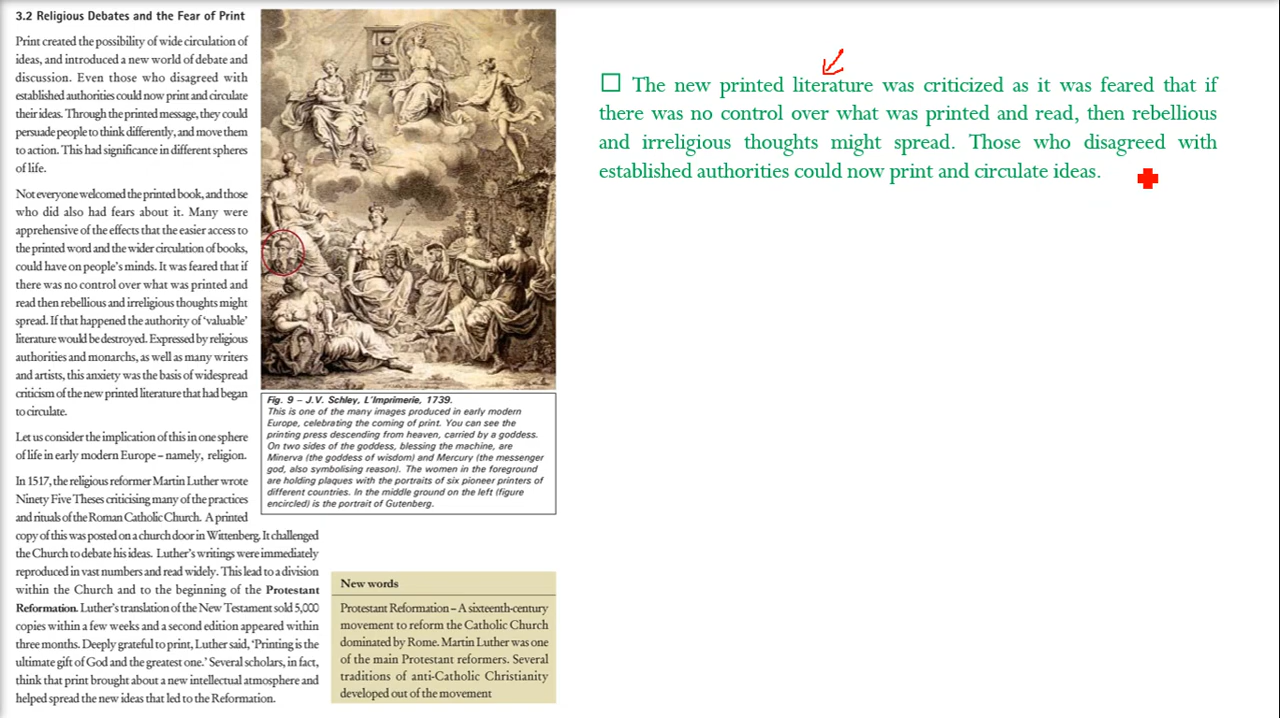 3.2 Religious Debates and the Fear of Print
Print created the possibility of wide circulation of
ideas, and introduced a new world of debate and
discussion. Even those who disagreed with
established authorities could now print and circulate
their ideas. Through the printed message, they could
persuade people to think differently, and move them
to action. This had significance in different spheres
of life.
Not everyone welcomed the printed book, and those
who did also had fears about it. Many were
apprehensive of the effects that the easier access to
the printed word and the wider circulation of books,
could have on people's minds. It was feared that if
there was no control over what was printed and
read then rebellious and irreligious thoughts might
spread. If that happened the authority of 'valuable'
literature would be destroyed. Expressed by religious
authorities and monarchs, as well as many writers
and artists, this anxiety was the basis of widespread
criticism of the new printed literature that had began
to circulate.
Let us consider the implication of this in one sphere
of life in early modern Europe – namely, religion.
In 1517, the religious reformer Martin Luther wrote
Ninety Five Theses criticising many of the practices
and rituals of the Roman Catholic Church. A printed
copy of this was posted on a church door in Wittenberg. It challenged
the Church to debate his ideas. Luther's writings were immediately
reproduced in vast numbers and read widely. This lead to a division
within the Church and to the beginning of the Protestant
Reformation. Luther's translation of the New Testament sold 5,000
copies within a few weeks and a second edition appeared within
three months. Deeply grateful to print, Luther said, 'Printing is the
ultimate gift of God and the greatest one.' Several scholars, in fact,
think that print brought about a new intellectual atmosphere and
helped spread the new ideas that led to the Reformation.
Fig. 9 – J.V. Schley, L'Imprimerie, 1739.
This is one of the many images produced in early modern
Europe, celebrating the coming of print. You can see the
printing press descending from heaven, carried by a goddess.
On two sides of the goddess, blessing the machine, are
Minerva (the goddess of wisdom) and Mercury (the messenger
god, also symbolising reason). The women in the foreground
are holding plaques with the portraits of six pioneer printers of
different countries. In the middle ground on the left (figure
encircled) is the portrait of Gutenberg.
New words
Protestant Reformation – A sixteenth-century
movement to reform the Catholic Church
dominated by Rome. Martin Luther was one
of the main Protestant reformers. Several
traditions of anti-Catholic Christianity
developed out of the movement
The new printed literature was criticized as it was feared that if
there was no control over what was printed and read, then rebellious
and irreligious thoughts might spread. Those who disagreed with
established authorities could now print and circulate ideas.